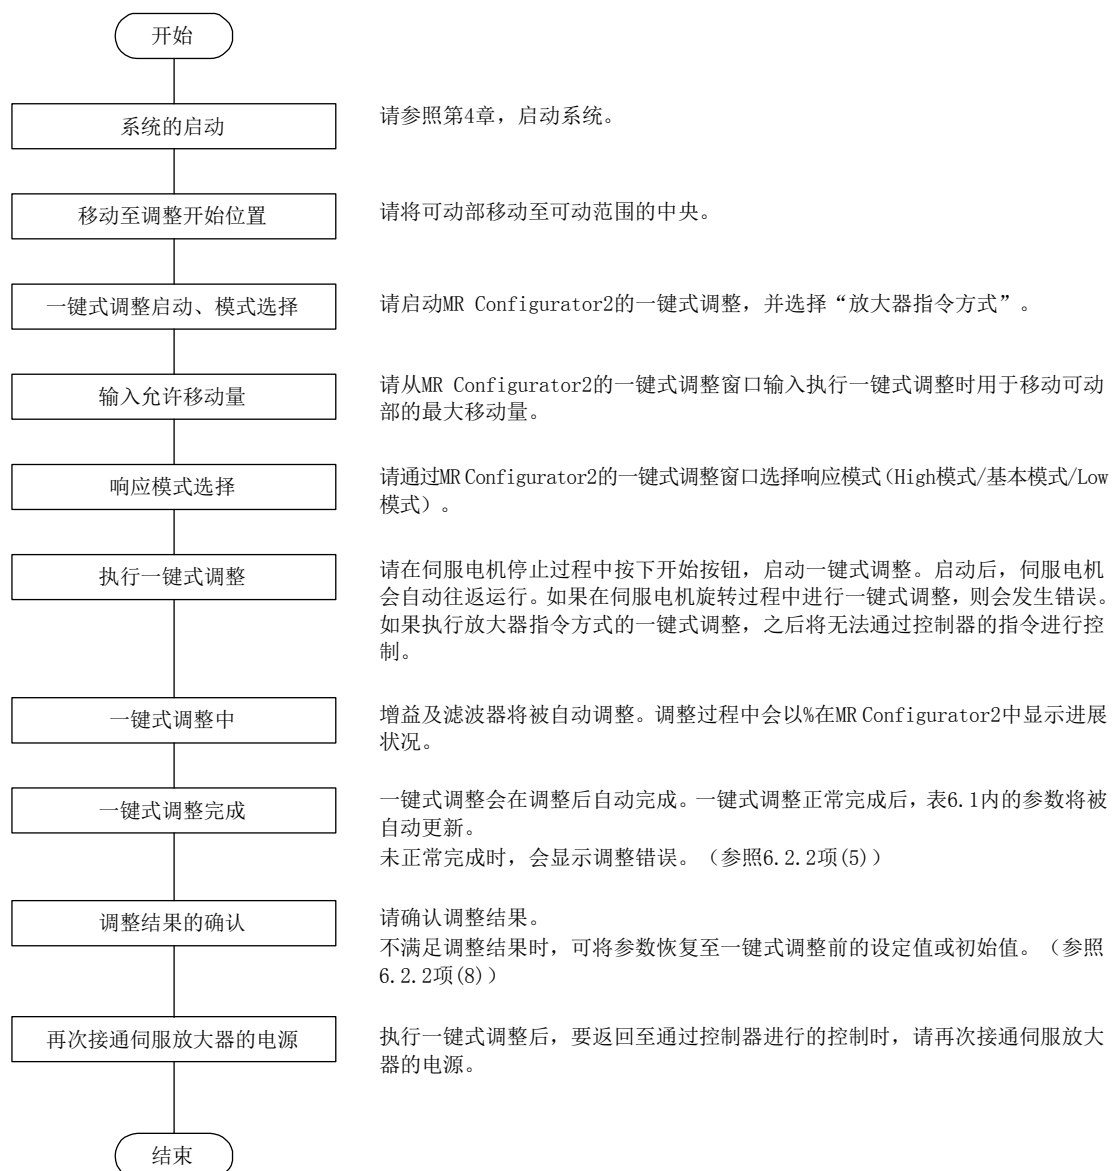 开始
系统的启动
请参照第4章，启动系统。
移动至调整开始位置
请将可动部移动至可动范围的中央。
一键式调整启动、模式选择
请启动MR Configurator2的一键式调整，并选择“放大器指令方式”。
输入允许移动量
请从MR Configurator2的一键式调整窗口输入执行一键式调整时用于移动可动
部的最大移动量。
响应模式选择
请通过MR Configurator2的一键式调整窗口选择响应模式(High模式/基本模式/Low
模式)。
执行一键式调整
请在伺服电机停止过程中按下开始按钮，启动一键式调整。启动后，伺服电机
会自动往返运行。如果在伺服电机旋转过程中进行一键式调整，则会发生错误。
如果执行放大器指令方式的一键式调整，之后将无法通过控制器的指令进行控
制。
一键式调整中
增益及滤波器将被自动调整。调整过程中会以%在MR Configurator2中显示进展
状况。
一键式调整完成
一键式调整会在调整后自动完成。一键式调整正常完成后，表6.1内的参数将被
自动更新。
未正常完成时，会显示调整错误。（参照6.2.2项(5)）
调整结果的确认
请确认调整结果。
不满足调整结果时，可将参数恢复至一键式调整前的设定值或初始值。（参照
6.2.2项(8)）
再次接通伺服放大器的电源
执行一键式调整后，要返回至通过控制器进行的控制时，请再次接通伺服放大
器的电源。
结束